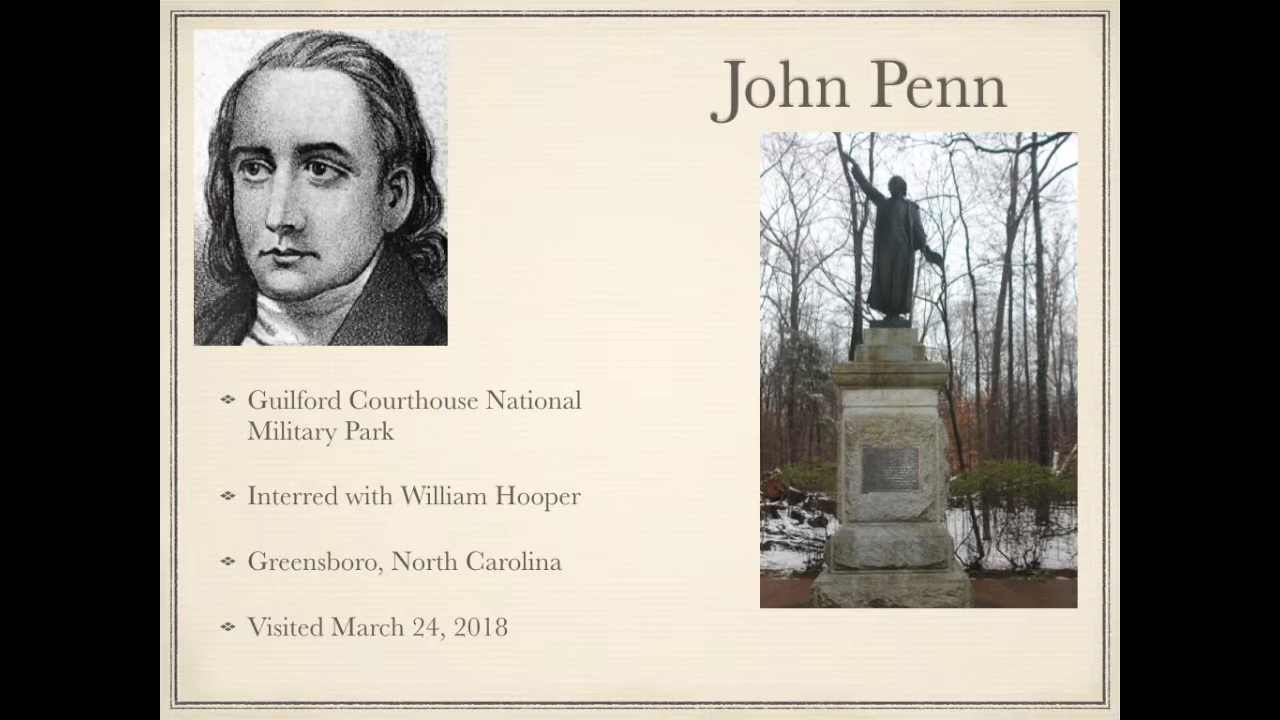 John Penn
Guilford Courthouse National
Military Park
Interred with William Hooper
Greensboro, North Carolina
Visited March 24, 2018